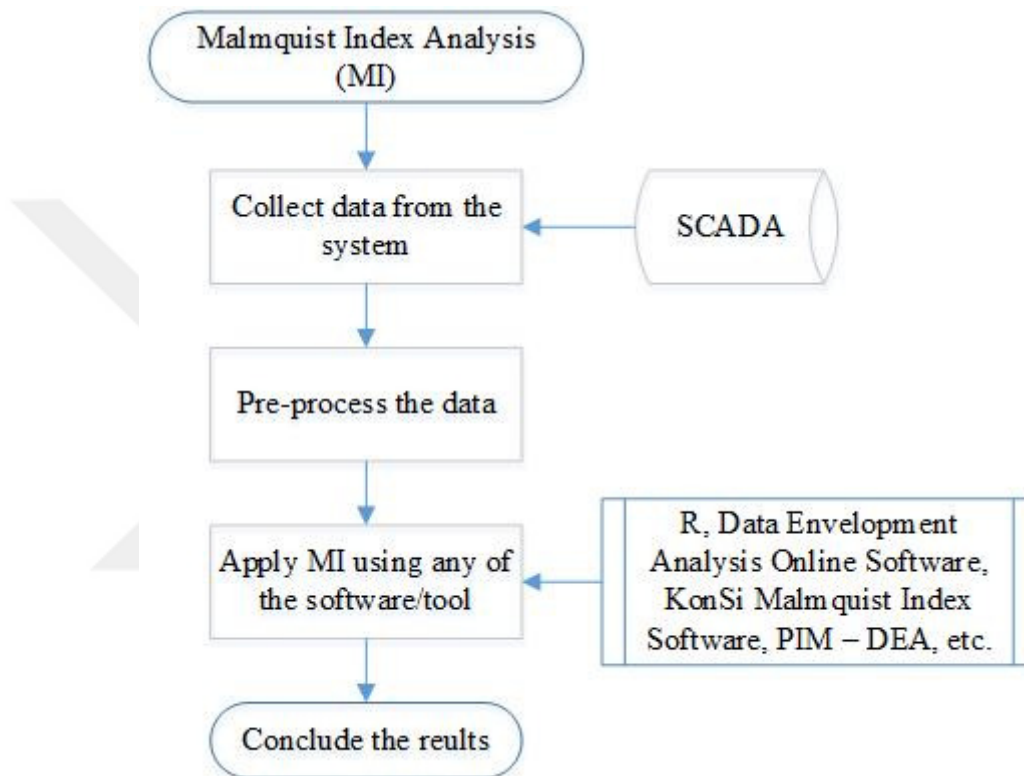 Malmquist Index Analysis
(MI)
Collect data from the
system
SCADA
Pre-process the data
Apply MI using any of
the software/tool
R, Data Envelopment
Analysis Online Software,
KonSi Malmquist Index
Software, PIM – DEA, etc.
Conclude the reults